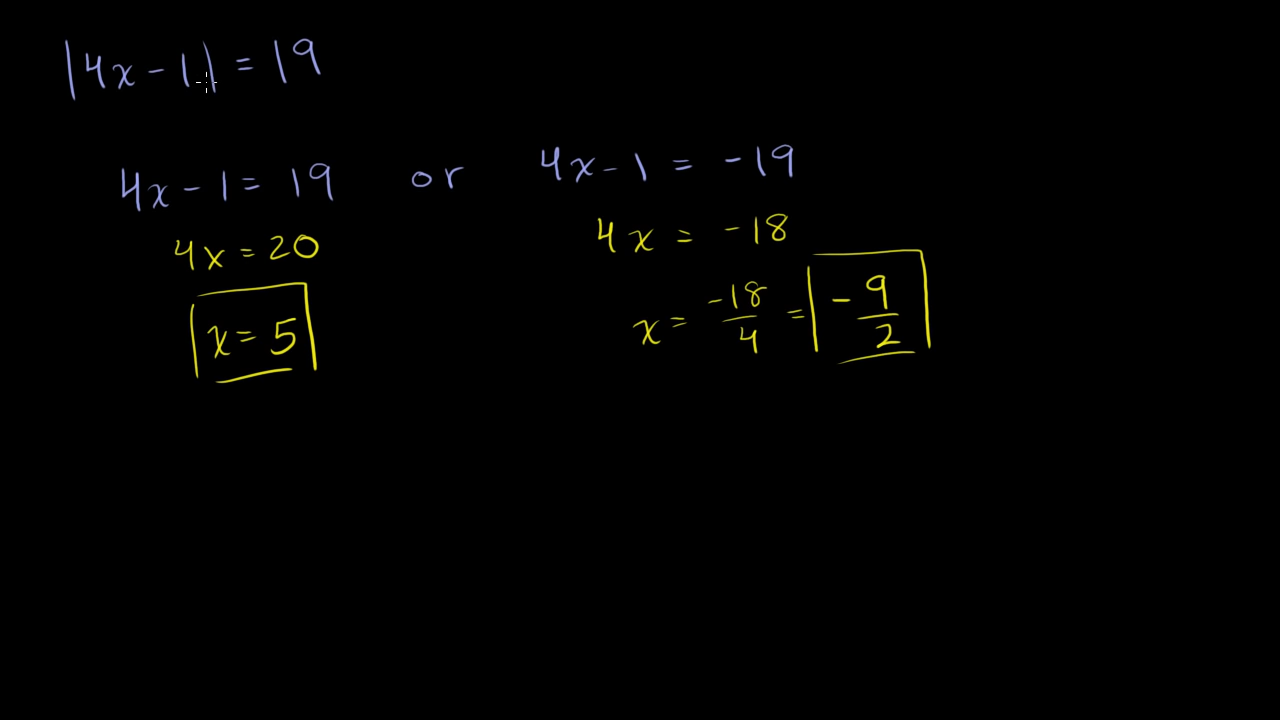 |4x - 1| = 19
4x - 1 = 19 or 4x - 1 = -19
4x = 20
4x = -18
x = 5
x = -18/4 = -9/2